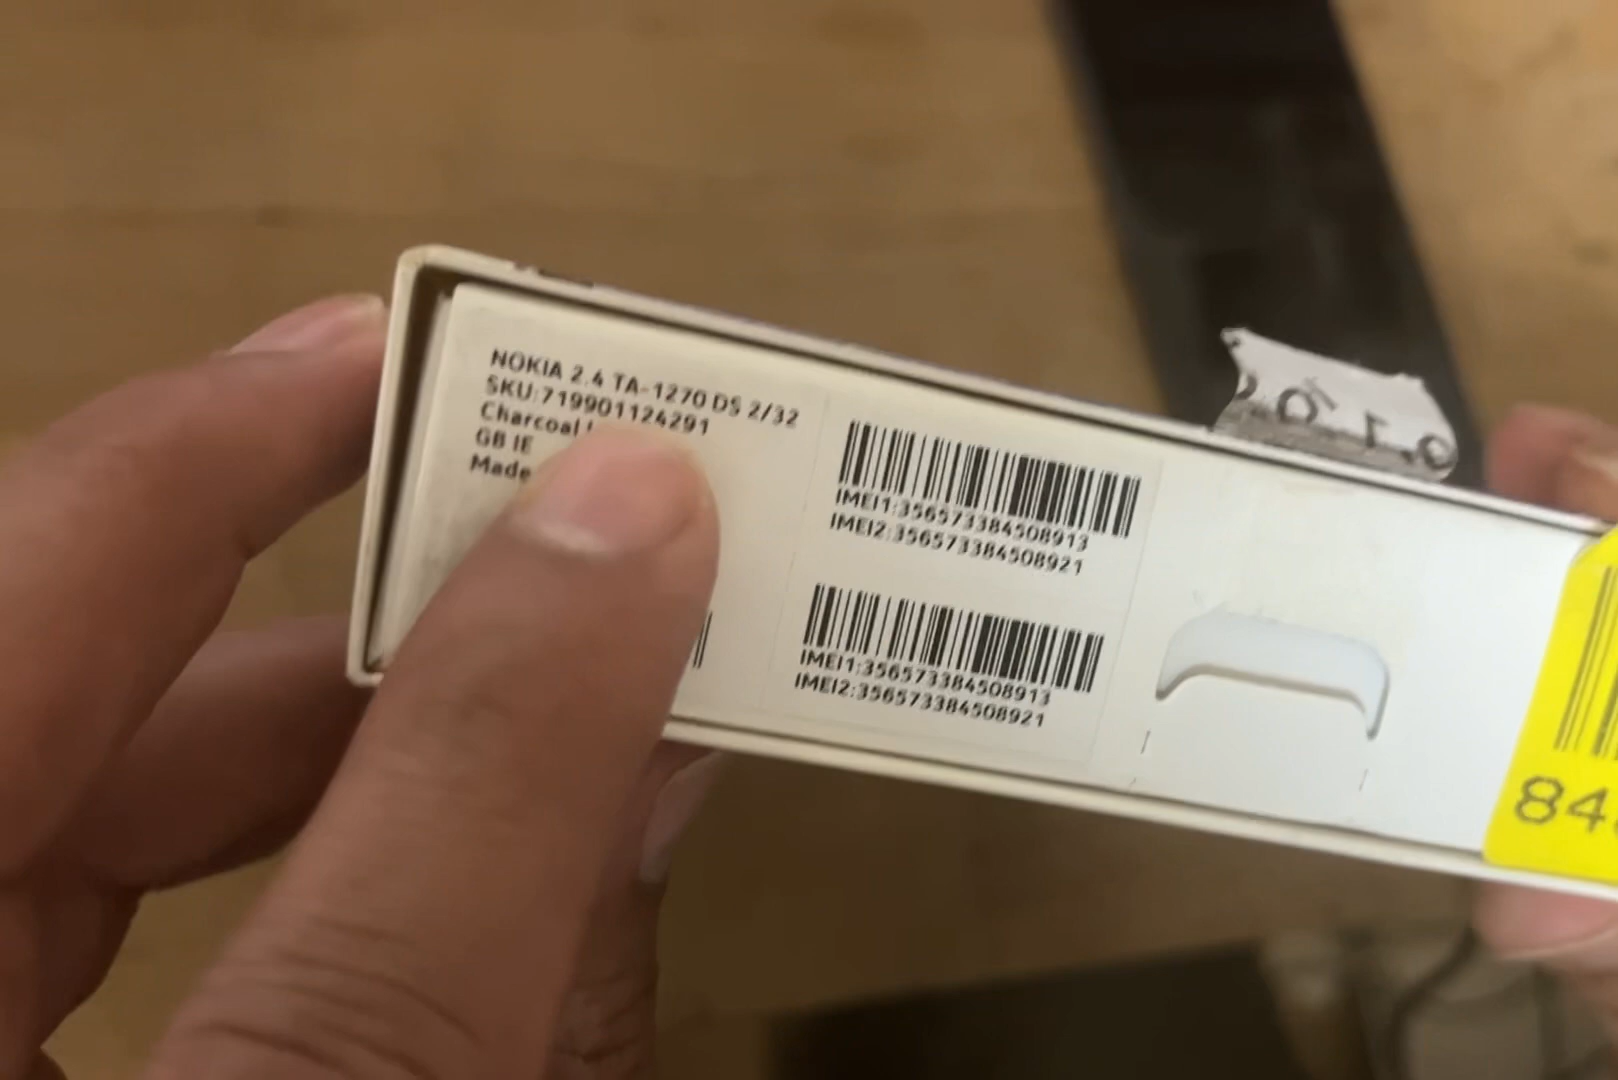 NOKIA 2.4 TA-1270 DS 2/32
SKU:719901124291
Charcoal
GB IE
Made
IMEI1:356573384508913
IMEI2:356573384508921
IMEI1:356573384508913
IMEI2:356573384508921
84